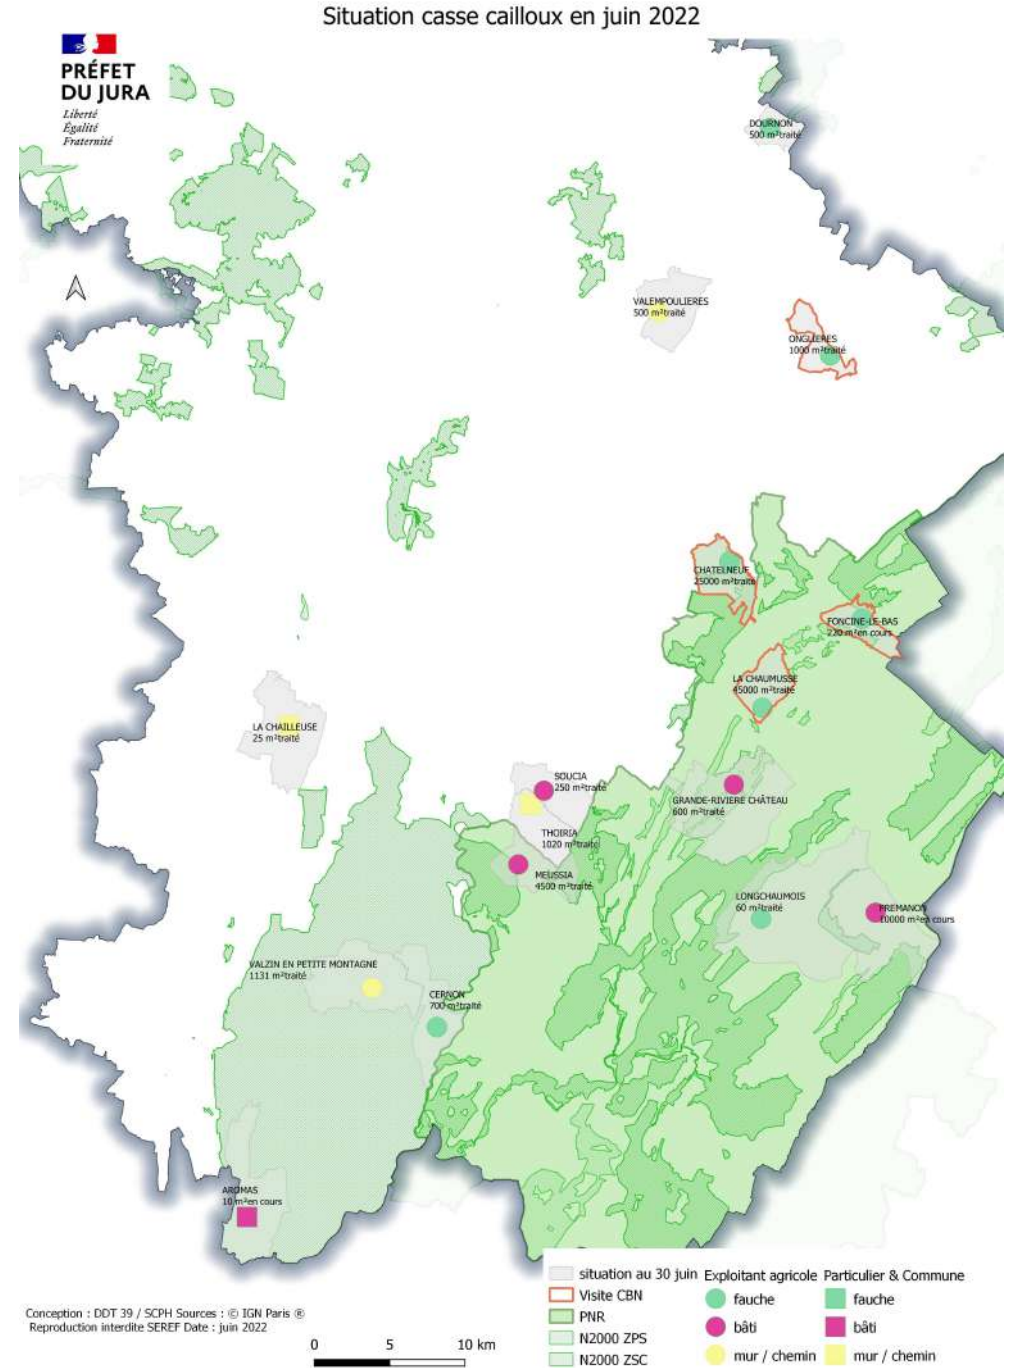 Situation casse cailloux en juin 2022
PRÉFET
DU JURA
Liberté
Égalité
Fraternité
DOURNON
500 m²traité
VALEMPOULIERES
500 m²traité
ONGLIERES
1000 m²traité
CHATELNEUF
25000 m²traité
FONCINE-LE-BAS
220 m²en cours
LA CHAUMUSSE
45000 m²traité
LA CHAILLEUSE
25 m²traité
SOUCIA
250 m²traité
GRANDE-RIVIERE CHÂTEAU
600 m²traité
THOIRIA
1020 m²traité
MEUSSIA
4500 m²traité
LONGCHAUMOIS
60 m²traité
PREMANON
10000 m²en cours
VALZIN EN PETITE MONTAGNE
1131 m²traité
CERNON
700 m²traité
AROMAS
10 m²en cours
situation au 30 juin
Visite CBN
PNR
N2000 ZPS
N2000 ZSC
Exploitant agricole
fauche
bâti
mur / chemin
Particulier & Commune
fauche
bâti
mur / chemin
Conception : DDT 39 / SCPH Sources : © IGN Paris ®
Reproduction interdite SEREF Date : juin 2022
0 5 10 km